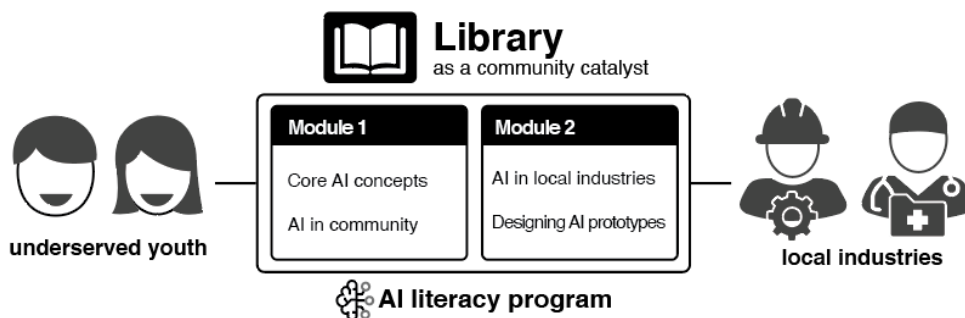 Library
as a community catalyst
Module 1
Core AI concepts
AI in community
Module 2
AI in local industries
Designing AI prototypes
underserved youth
local industries
AI literacy program